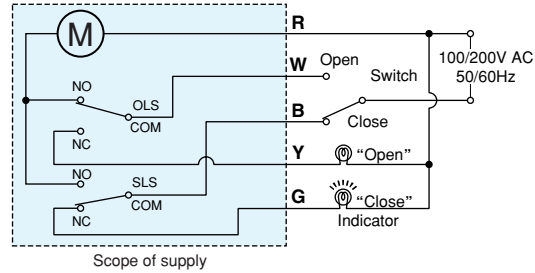 M
R
W
Open
Switch
100/200V AC
50/60Hz
NO
OLS
COM
B
Close
NC
Y
“Open”
NO
SLS
COM
NC
G
“Close”
Indicator
Scope of supply